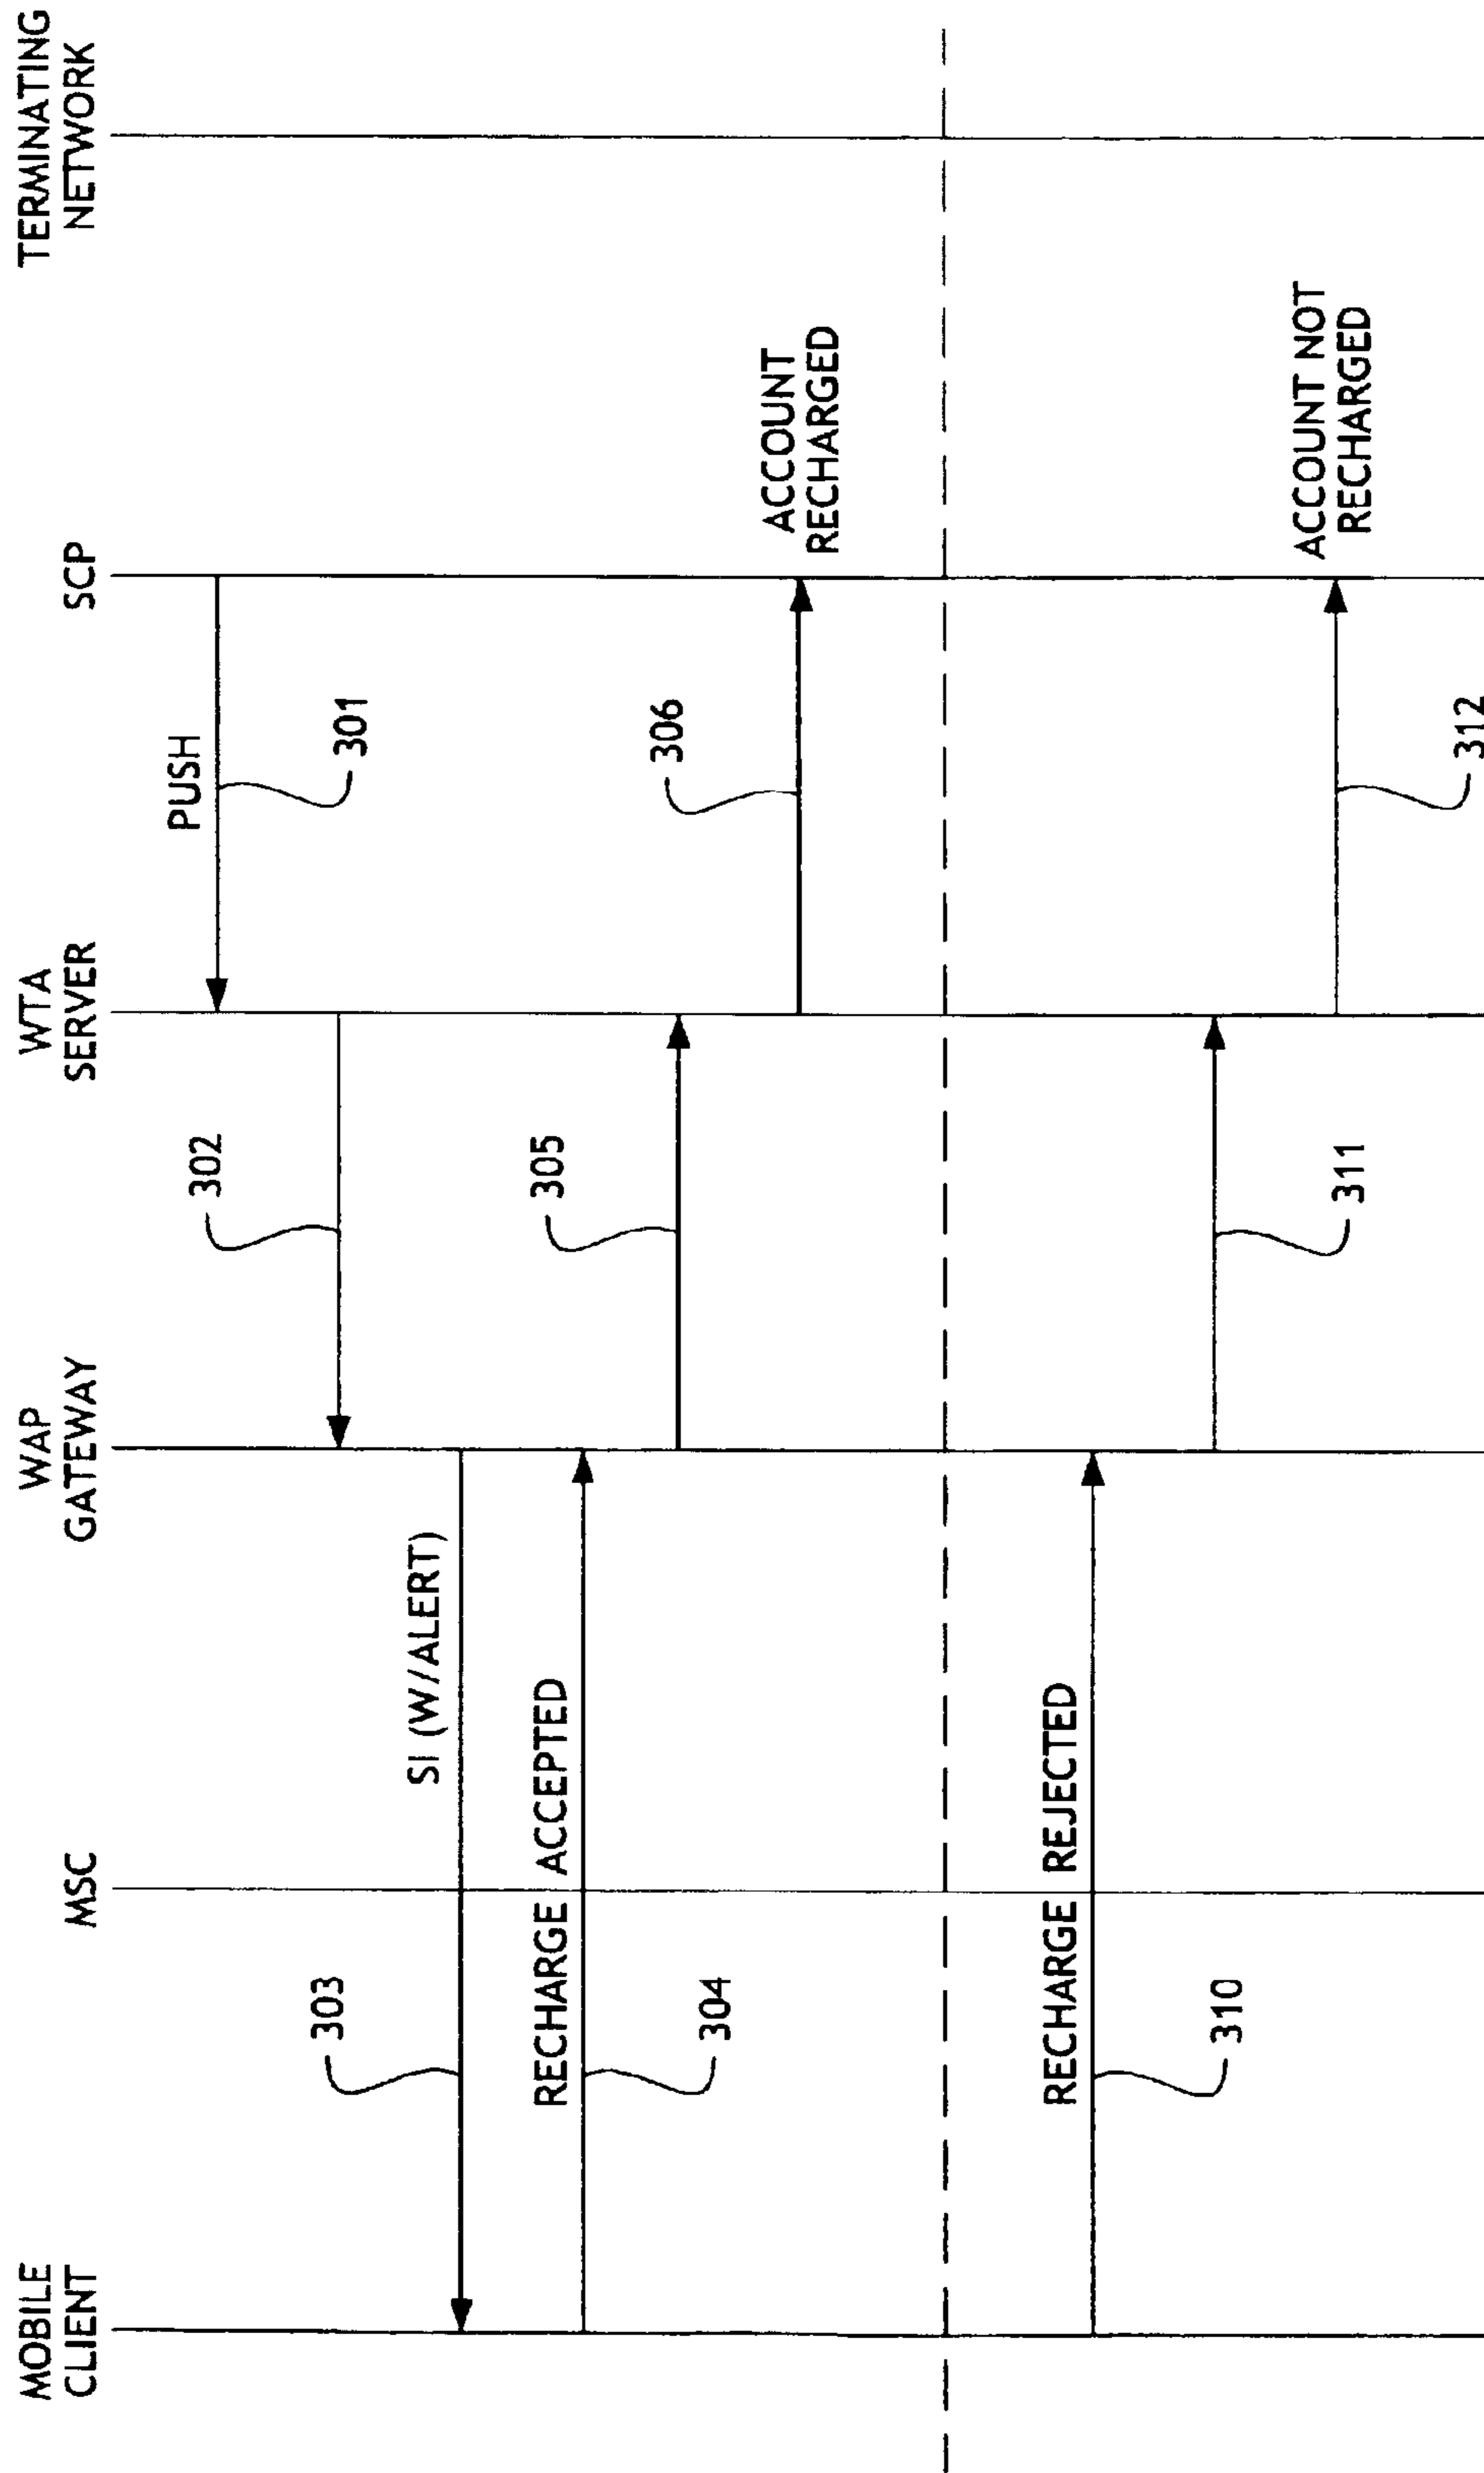 MOBILE
CLIENT
MSC
WAP
GATEWAY
WTA
SERVER
SCP
TERMINATING
NETWORK
PUSH
301
302
303
SI (W/ALERT)
RECHARGE ACCEPTED
304
305
306
ACCOUNT
RECHARGED
RECHARGE REJECTED
310
311
312
ACCOUNT NOT
RECHARGED